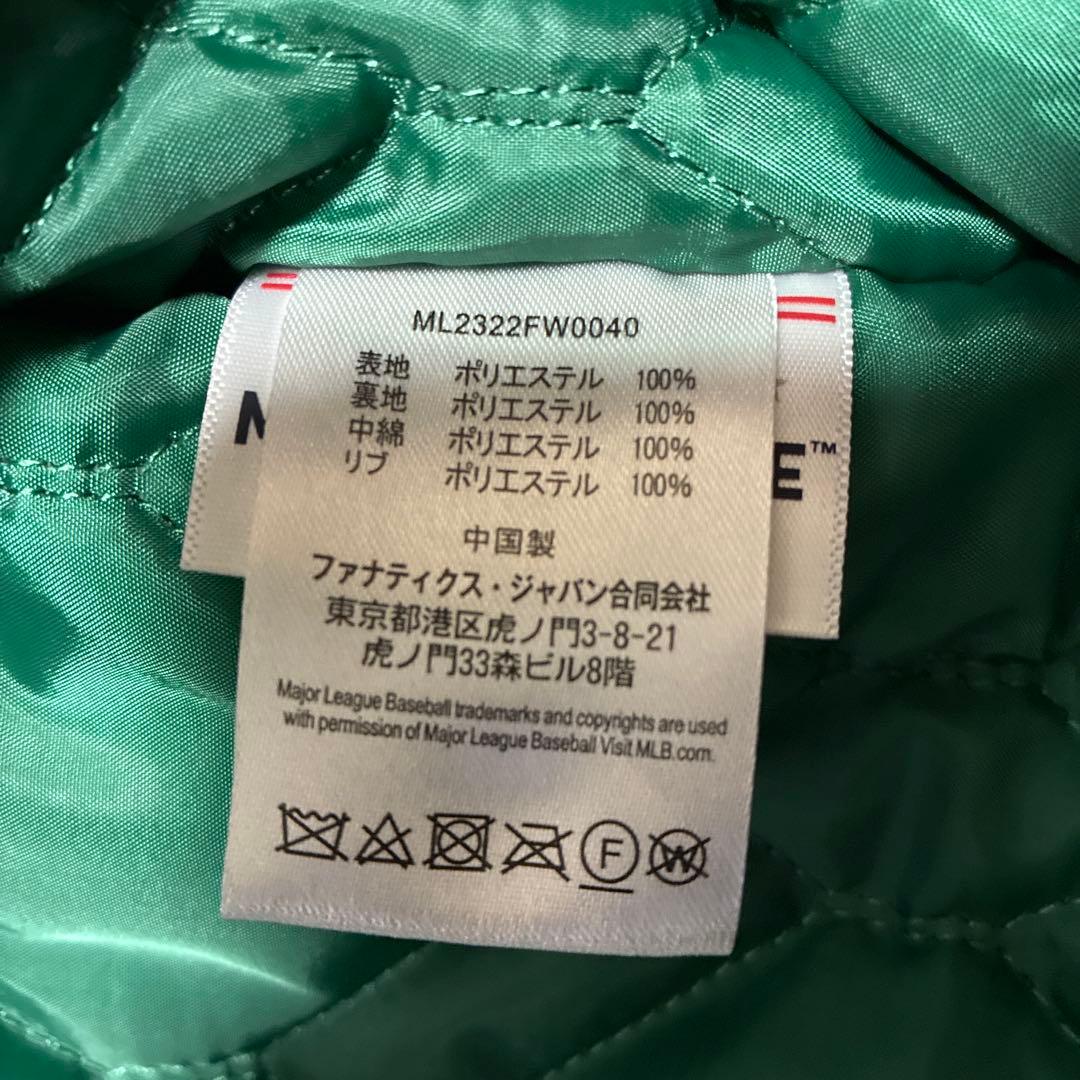 ML2322FW0040
表地 ポリエステル 100%
裏地 ポリエステル 100%
中綿 ポリエステル 100%
リブ ポリエステル 100%
中国製
ファナティクス・ジャパン合同会社
東京都港区虎ノ門3-8-21
虎ノ門33森ビル8階
Major League Baseball trademarks and copyrights are used
with permission of Major League Baseball Visit MLB.com.
F W
M
E™